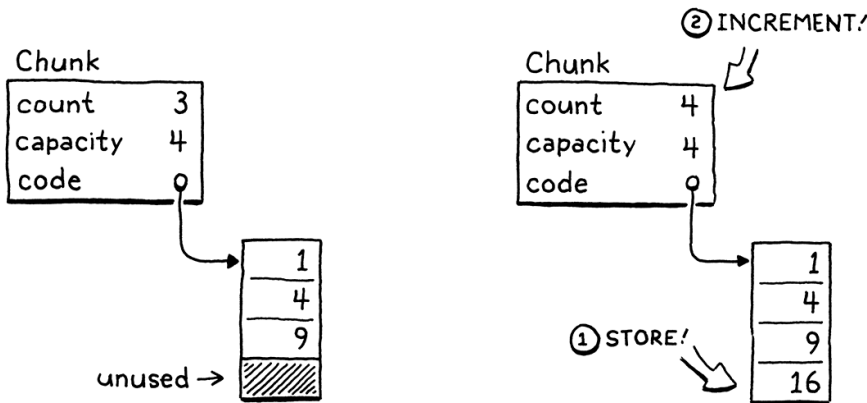 Chunk
count 3
capacity 4
code
1
4
9
unused →
② INCREMENT!
Chunk
count 4
capacity 4
code
1
4
9
16
① STORE!